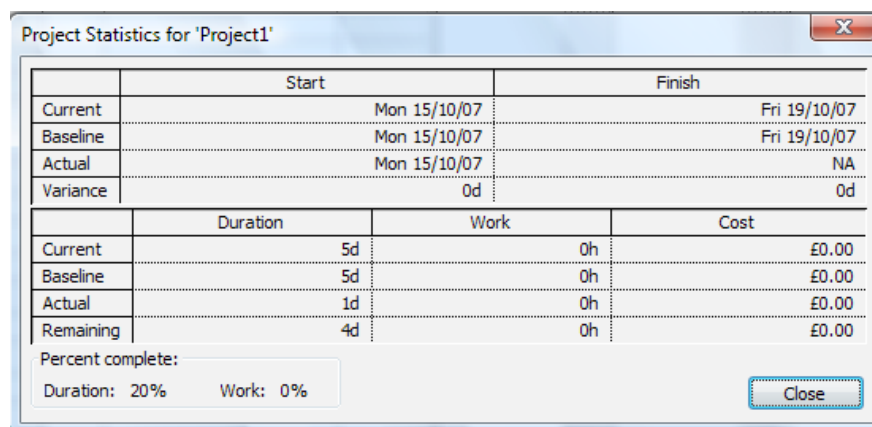 Project Statistics for 'Project1'
Start Finish
Current Mon 15/10/07 Fri 19/10/07
Baseline Mon 15/10/07 Fri 19/10/07
Actual Mon 15/10/07 NA
Variance 0d 0d
Duration Work Cost
Current 5d 0h £0.00
Baseline 5d 0h £0.00
Actual 1d 0h £0.00
Remaining 4d 0h £0.00
Percent complete:
Duration: 20% Work: 0%
Close